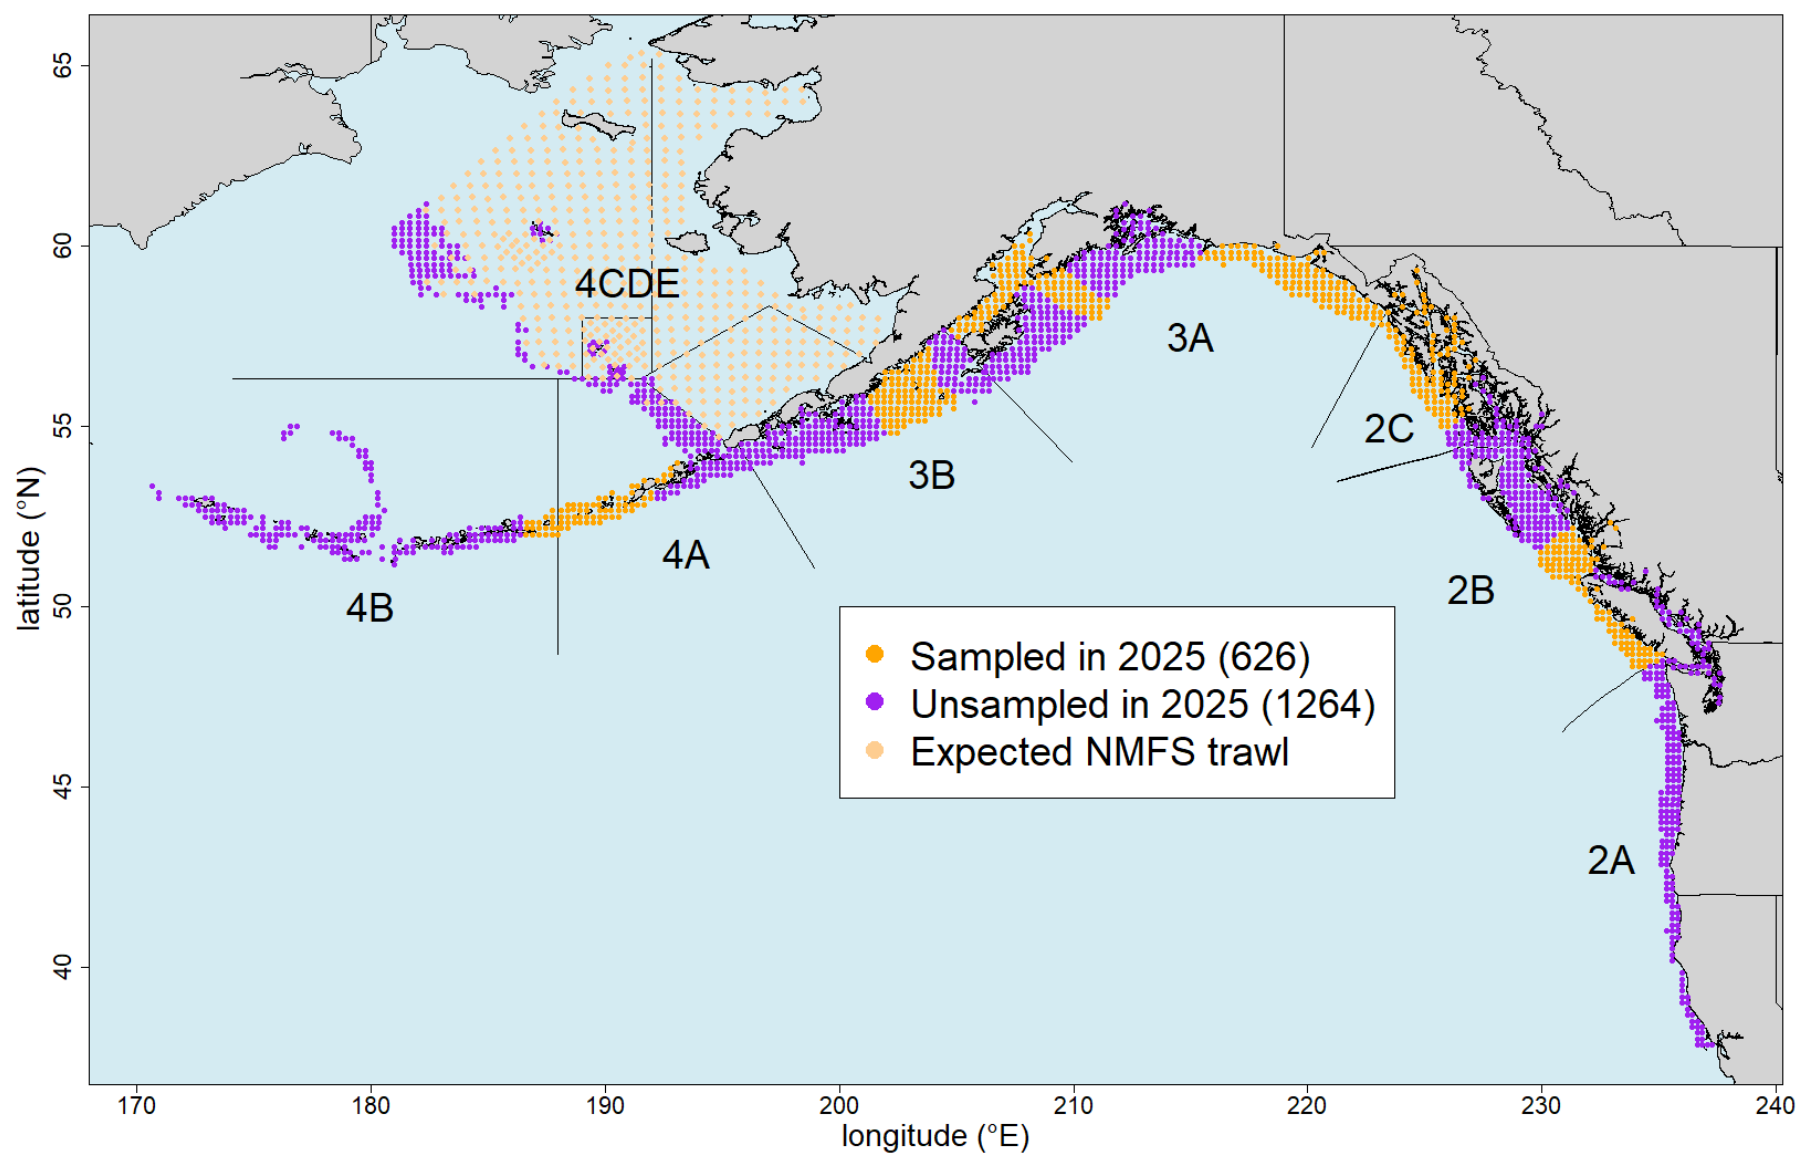 65
60
55
50
45
40
latitude (°N)
4CDE
3A
2C
3B
4A
2B
4B
2A
Sampled in 2025 (626)
Unsampled in 2025 (1264)
Expected NMFS trawl
170 180 190 200 210 220 230 240
longitude (°E)